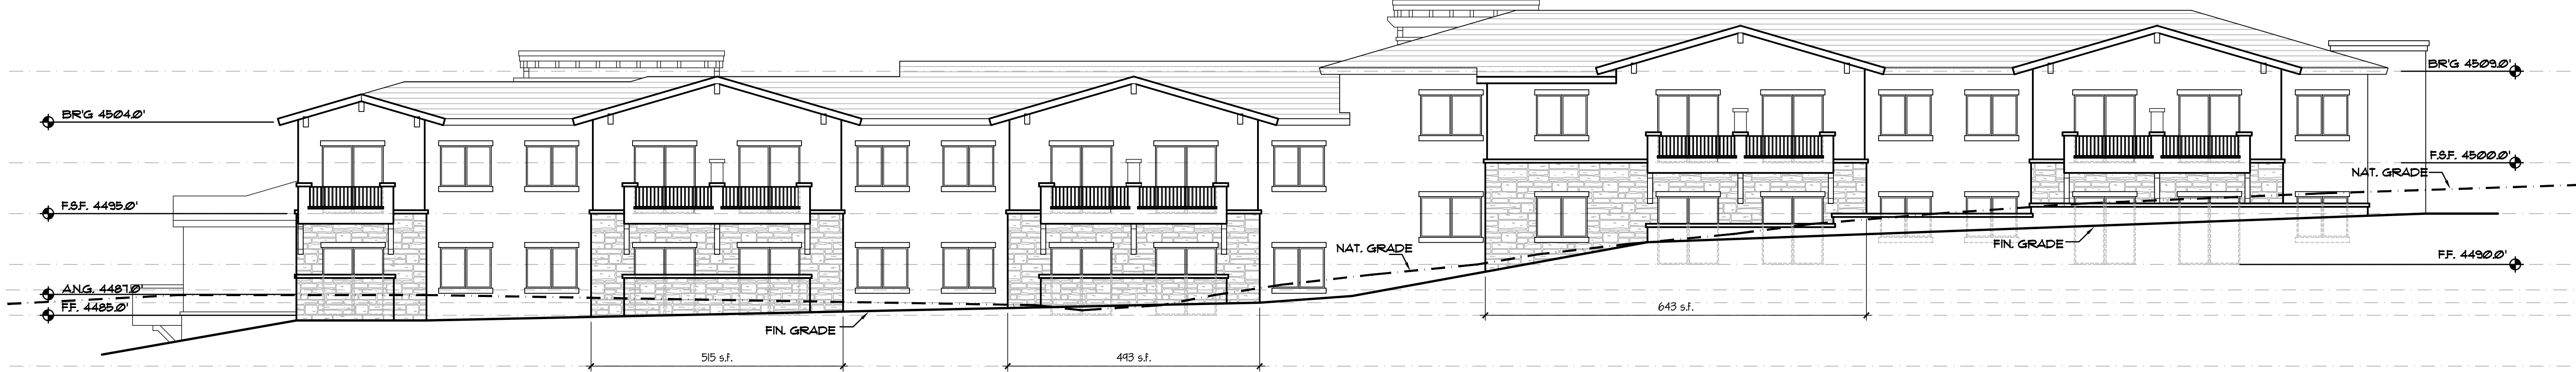 BR'G 4504.0'
F.S.F. 4495.0'
A.N.G. 4487.0'
F.F. 4485.0'
FIN. GRADE
515 s.f.
493 s.f.
NAT. GRADE
643 s.f.
BR'G 4509.0'
F.S.F. 4500.0'
NAT. GRADE
FIN. GRADE
F.F. 4490.0'